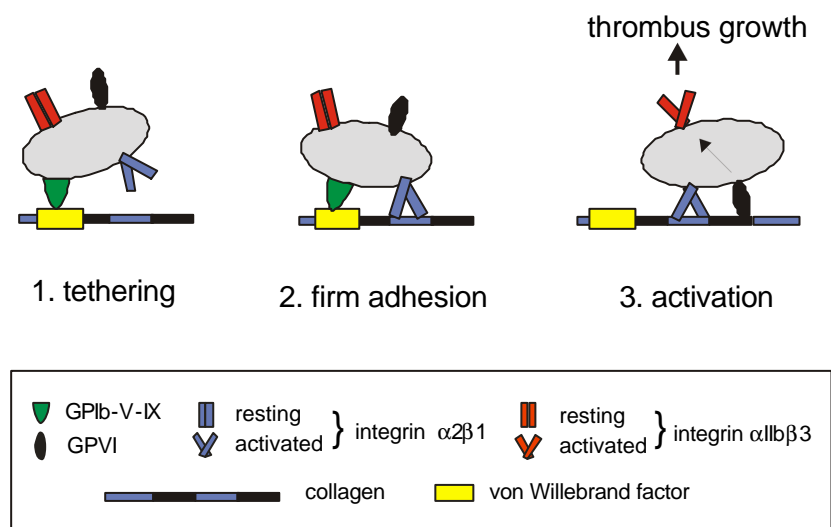 thrombus growth
1. tethering
2. firm adhesion
3. activation
GPIb-V-IX
GPVI
resting
activated
} integrin α2β1
resting
activated
} integrin αIIbβ3
collagen
von Willebrand factor